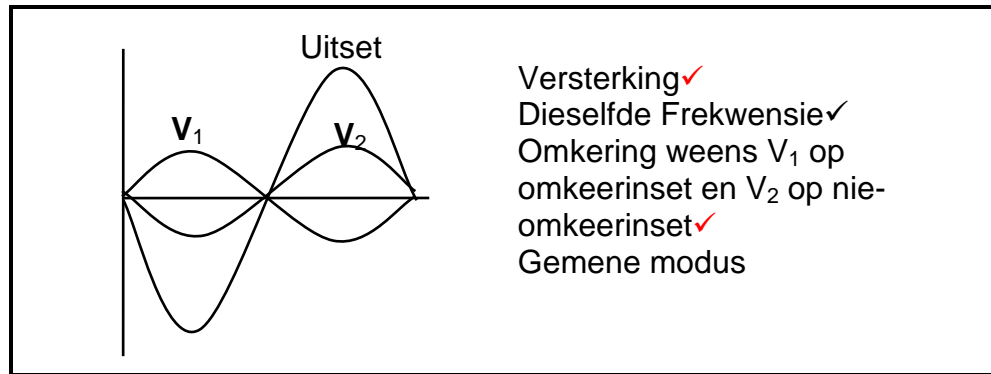 Uitset
V₁
V₂
Versterking✓
Dieselfde Frekwensie✓
Omkering weens V₁ op
omkeerinset en V₂ op nie-
omkeerinset✓
Gemene modus